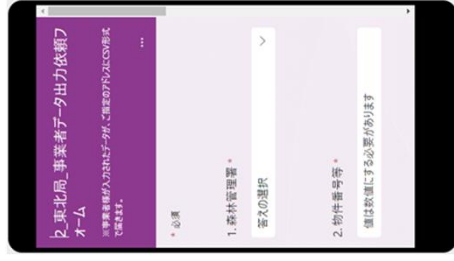 2_東北局_事業者データ出力依頼フ
ォーム
※事業者様が入力されたデータが、ご指定のアドレスにCSV形式
で届きます。
…
* 必須
1. 森林管理署 *
答えの選択
2. 物件番号等 *
値は数値にする必要があります